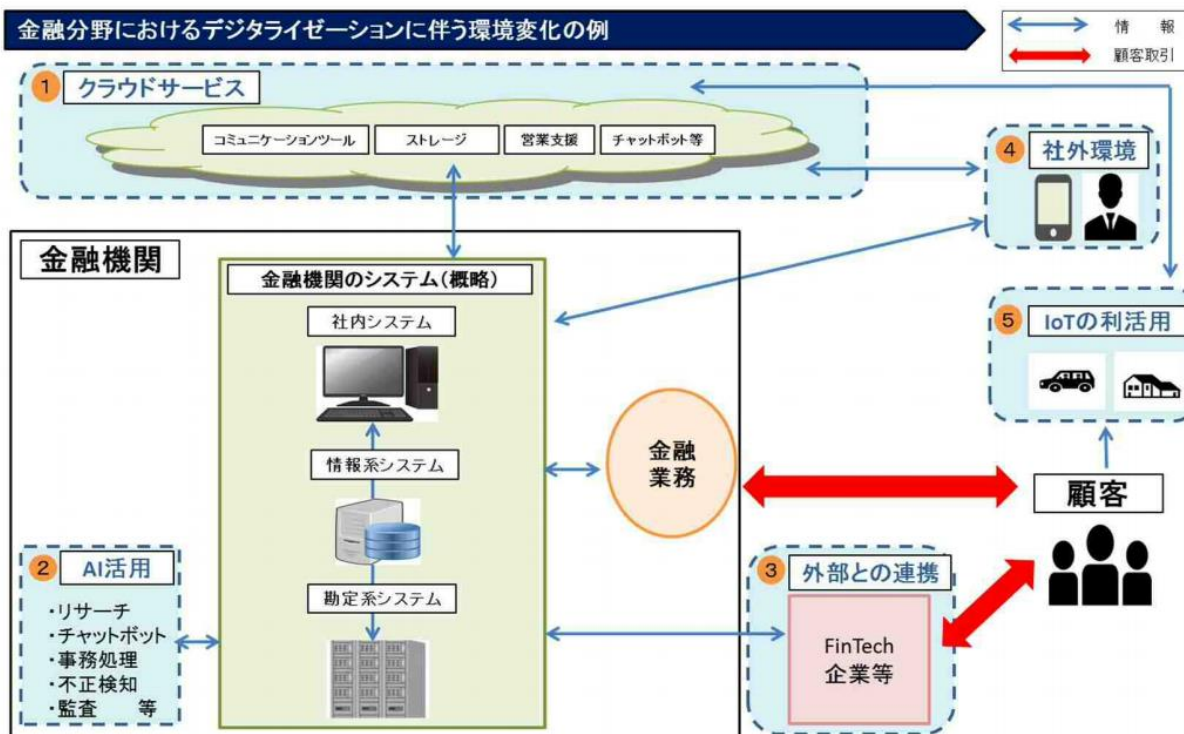 金融分野におけるデジタライゼーションに伴う環境変化の例
情　報
顧客取引
1 クラウドサービス
コミュニケーションツール
ストレージ
営業支援
チャットボット等
4 社外環境
金融機関
金融機関のシステム(概略)
社内システム
5 IoTの利活用
情報系システム
金融
業務
顧客
勘定系システム
2 AI活用
・リサーチ
・チャットボット
・事務処理
・不正検知
・監査　等
3 外部との連携
FinTech
企業等